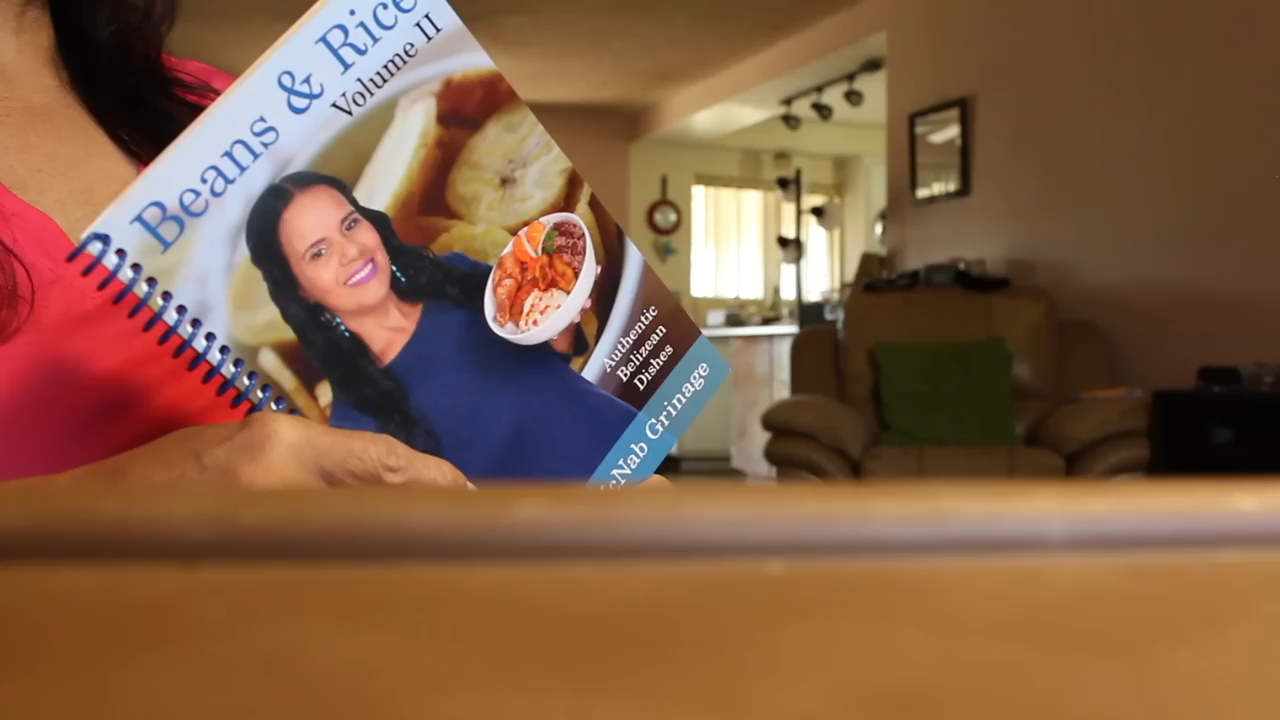 Beans & Rice
Volume II
Authentic
Belizean
Dishes
cNab Grinage